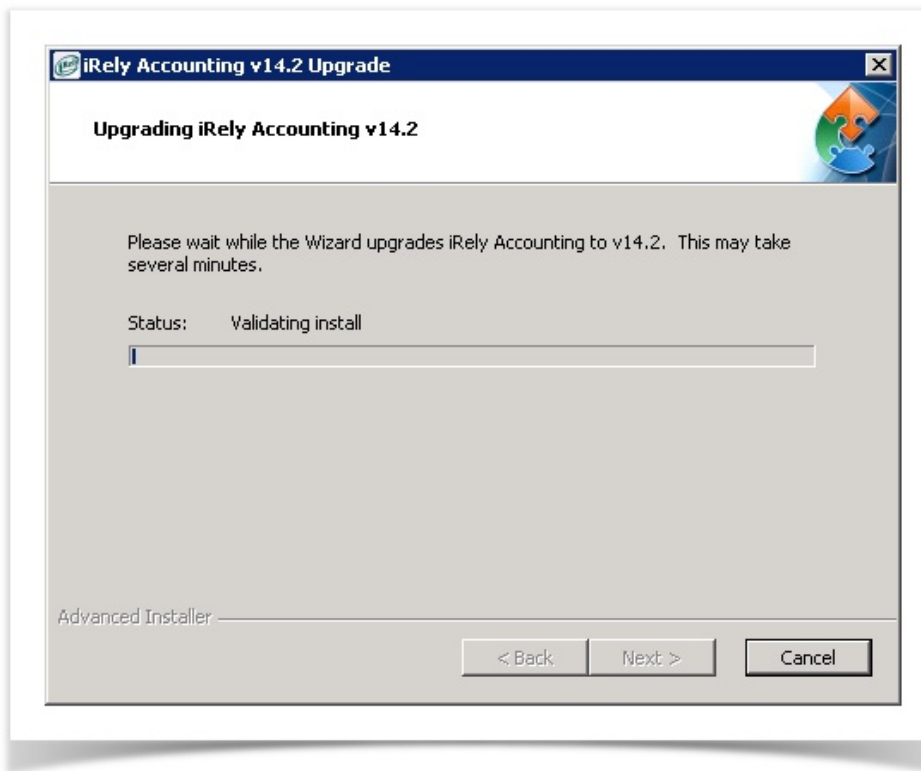 iRely Accounting v14.2 Upgrade
Upgrading iRely Accounting v14.2
Please wait while the Wizard upgrades iRely Accounting to v14.2.  This may take
several minutes.
Status: Validating install
Advanced Installer
< Back Next > Cancel